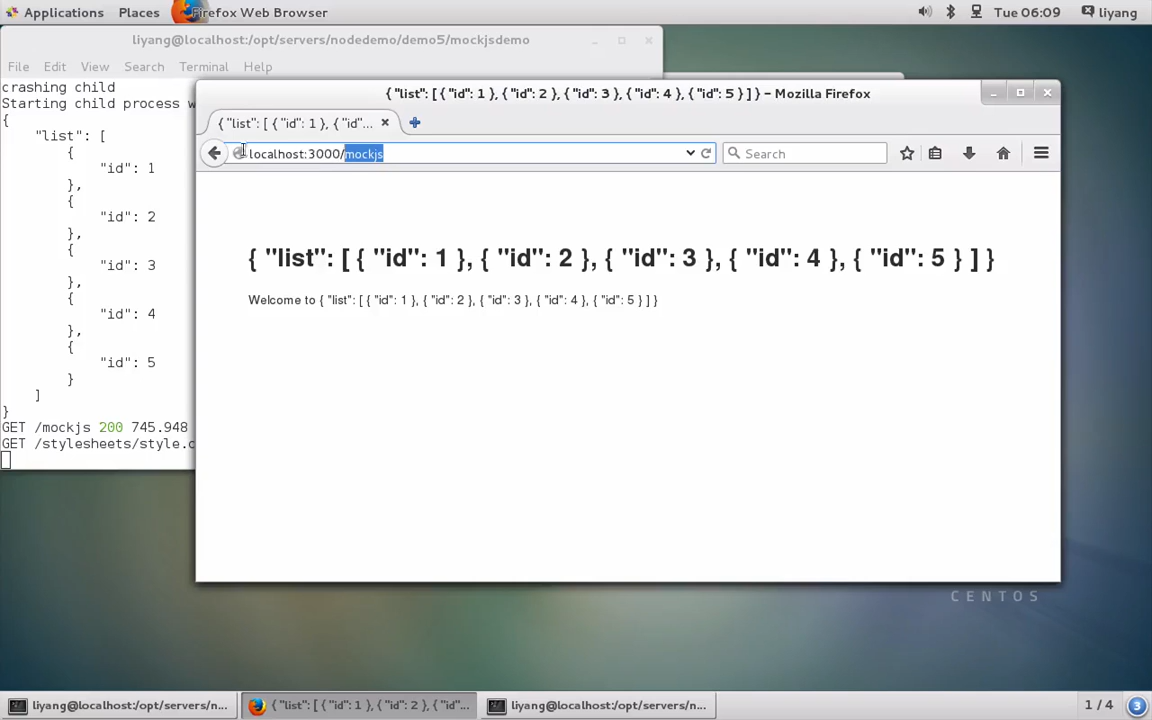 Applications Places Firefox Web Browser Tue 06:09 liyang
liyang@localhost:/opt/servers/nodedemo/demo5/mockjsdemo
File Edit View Search Terminal Help
crashing child
Starting child process w
{
"list": [
{
"id": 1
},
{
"id": 2
},
{
"id": 3
},
{
"id": 4
},
{
"id": 5
}
]
}
GET /mockjs 200 745.948
GET /stylesheets/style.c
{ "list": [ { "id": 1 }, { "id": 2 }, { "id": 3 }, { "id": 4 }, { "id": 5 } ] } - Mozilla Firefox
{ "list": [ { "id": 1 }, { "id"...
localhost:3000/mockjs Search
{ "list": [ { "id": 1 }, { "id": 2 }, { "id": 3 }, { "id": 4 }, { "id": 5 } ] }
Welcome to { "list": [ { "id": 1 }, { "id": 2 }, { "id": 3 }, { "id": 4 }, { "id": 5 } ] }
CENTOS
liyang@localhost:/opt/servers/n... { "list": [ { "id": 1 }, { "id": 2 }, { "id"... liyang@localhost:/opt/servers/n... 1 / 4 3